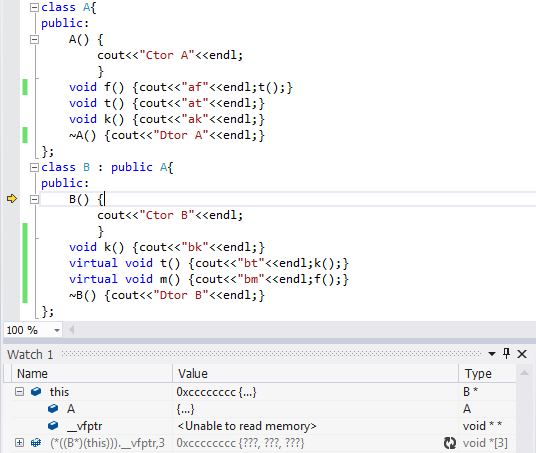 class A{
public:
A() {
cout<<"Ctor A"<<endl;
}
void f() {cout<<"af"<<endl;t();}
void t() {cout<<"at"<<endl;}
void k() {cout<<"ak"<<endl;}
~A() {cout<<"Dtor A"<<endl;}
};
class B : public A{
public:
B() {
cout<<"Ctor B"<<endl;
}
void k() {cout<<"bk"<<endl;}
virtual void t() {cout<<"bt"<<endl;k();}
virtual void m() {cout<<"bm"<<endl;f();}
~B() {cout<<"Dtor B"<<endl;}
};
100 %
Watch 1
Name Value Type
this 0xcccccccc {...} B *
A {...} A
__vfptr <Unable to read memory> void * *
(*((B*)(this))).__vfptr,3 0xcccccccc {???, ???, ???} void *[3]